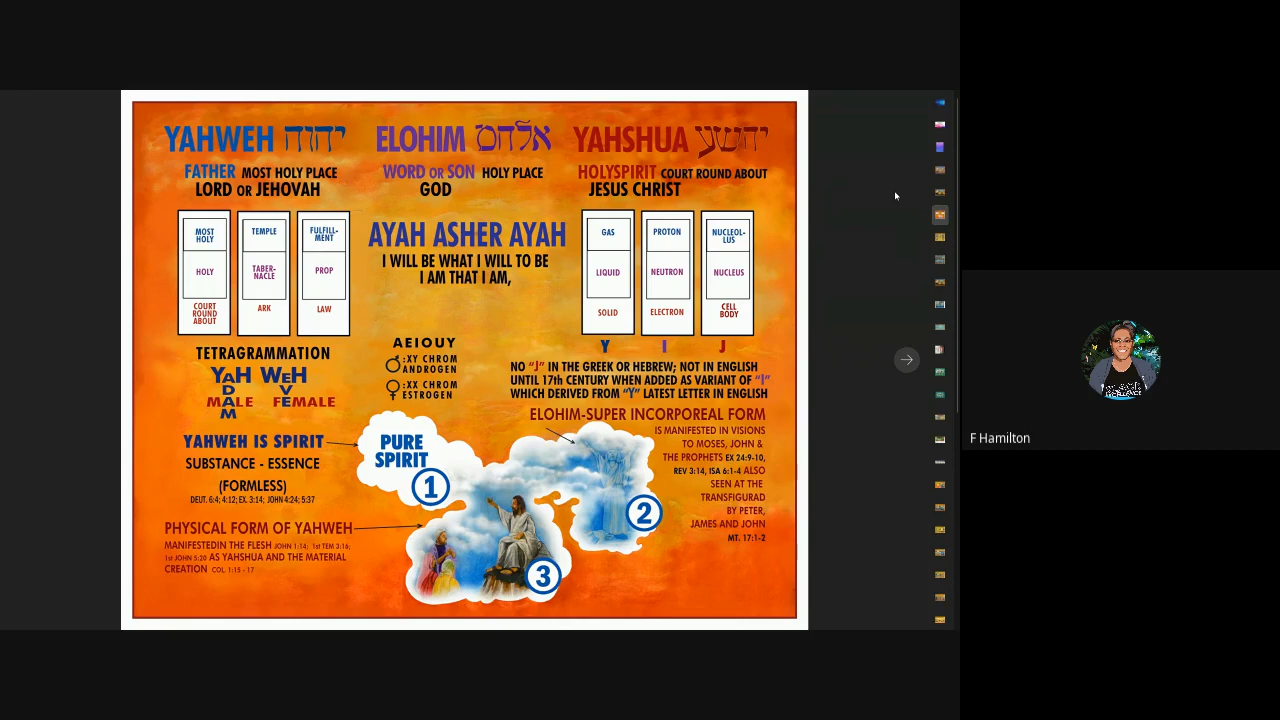 YAHWEH יהוה
FATHER MOST HOLY PLACE
LORD OR JEHOVAH
ELOHIM אלהם
WORD OR SON HOLY PLACE
GOD
YAHSHUA יהשע
HOLYSPIRIT COURT ROUND ABOUT
JESUS CHRIST
MOST
HOLY
HOLY
COURT
ROUND
ABOUT
TEMPLE
TABER-
NACLE
ARK
FULFILL-
MENT
PROP
LAW
AYAH ASHER AYAH
I WILL BE WHAT I WILL TO BE
I AM THAT I AM,
GAS
LIQUID
SOLID
PROTON
NEUTRON
ELECTRON
NUCLEOL-
LUS
NUCLEUS
CELL
BODY
Y I J
NO "J" IN THE GREEK OR HEBREW; NOT IN ENGLISH
UNTIL 17th CENTURY WHEN ADDED AS VARIANT OF "I"
WHICH DERIVED FROM "Y" LATEST LETTER IN ENGLISH
TETRAGRAMMATION
YAH WEH
D V
MALE FEMALE
M
AEIOUY
♂:XY CHROM
ANDROGEN
♀:XX CHROM
ESTROGEN
YAHWEH IS SPIRIT
SUBSTANCE - ESSENCE
(FORMLESS)
DEUT. 6:4; 4:12; EX. 3:14; JOHN 4:24; 5:37
PURE
SPIRIT
1
ELOHIM-SUPER INCORPOREAL FORM
IS MANIFESTED IN VISIONS
TO MOSES, JOHN &
THE PROPHETS EX 24:9-10,
REV 3:14, ISA 6:1-4 ALSO
SEEN AT THE
TRANSFIGURAD
BY PETER,
JAMES AND JOHN
MT. 17:1-2
2
PHYSICAL FORM OF YAHWEH
MANIFESTEDIN THE FLESH JOHN 1:14; 1st TEM 3:16;
1st JOHN 5:20 AS YAHSHUA AND THE MATERIAL
CREATION COL. 1:15 - 17
3
F Hamilton